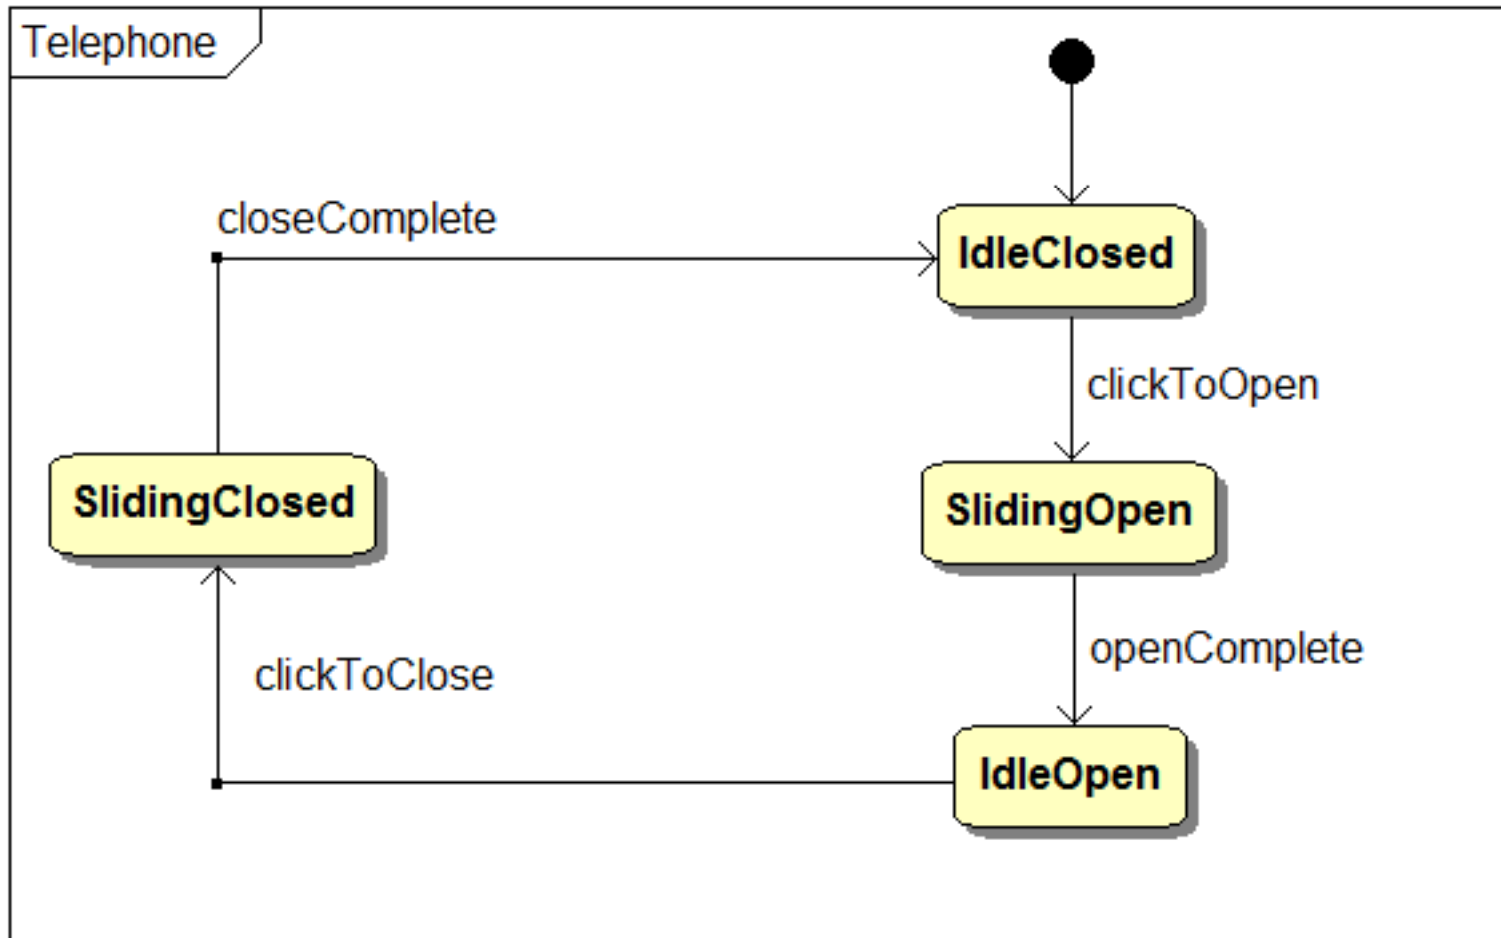 Telephone
closeComplete
IdleClosed
clickToOpen
SlidingClosed
SlidingOpen
openComplete
clickToClose
IdleOpen